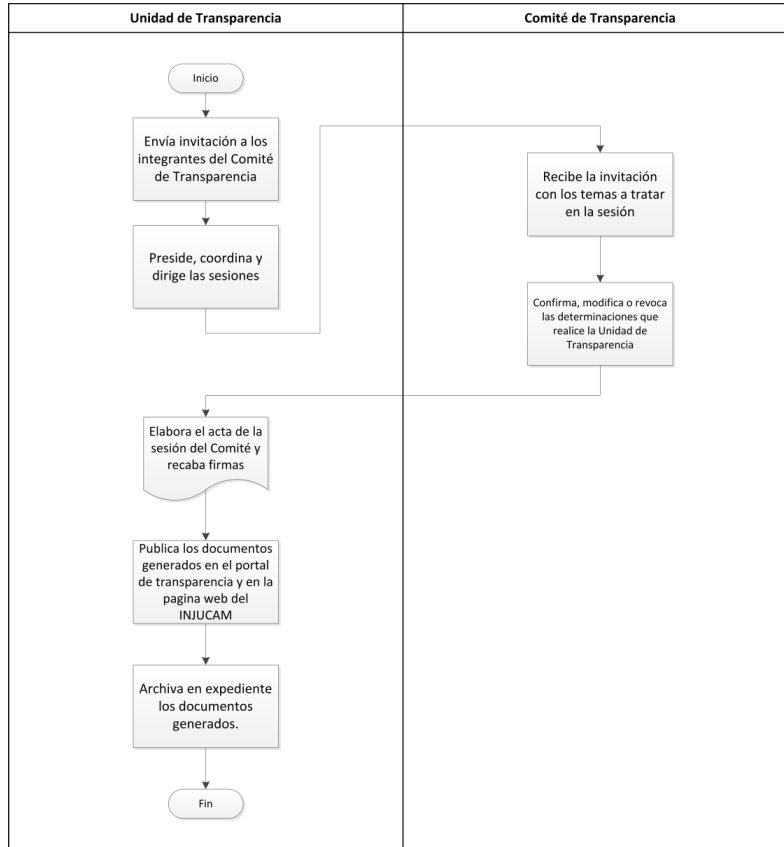 Unidad de Transparencia
Comité de Transparencia
Inicio
Envía invitación a los
integrantes del Comité
de Transparencia
Preside, coordina y
dirige las sesiones
Recibe la invitación
con los temas a tratar
en la sesión
Confirma, modifica o revoca
las determinaciones que
realice la Unidad de
Transparencia
Elabora el acta de la
sesión del Comité y
recaba firmas
Publica los documentos
generados en el portal
de transparencia y en la
pagina web del
INJUCAM
Archiva en expediente
los documentos
generados.
Fin